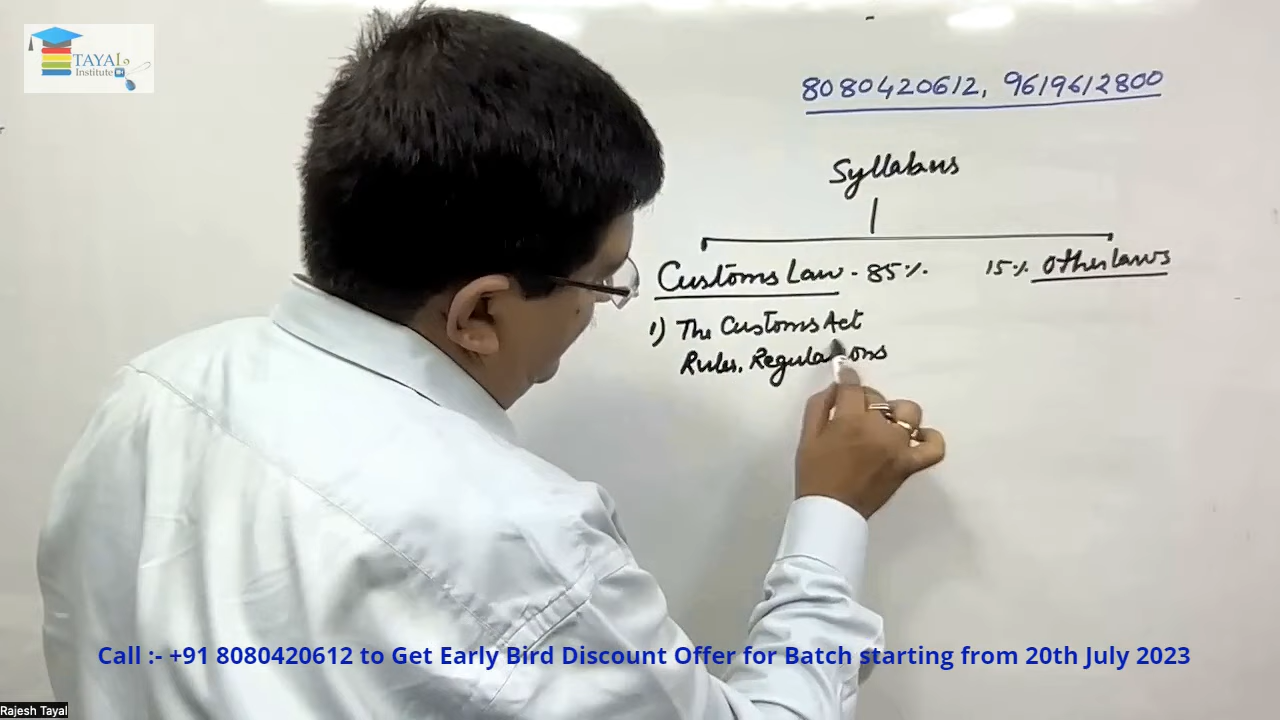 TAYAL
Institute
8080420612, 9619612800
Syllabus
Customs Law - 85%
15% Other laws
1) The Customs Act
Rules, Regulations
Call :- +91 8080420612 to Get Early Bird Discount Offer for Batch starting from 20th July 2023
Rajesh Tayal